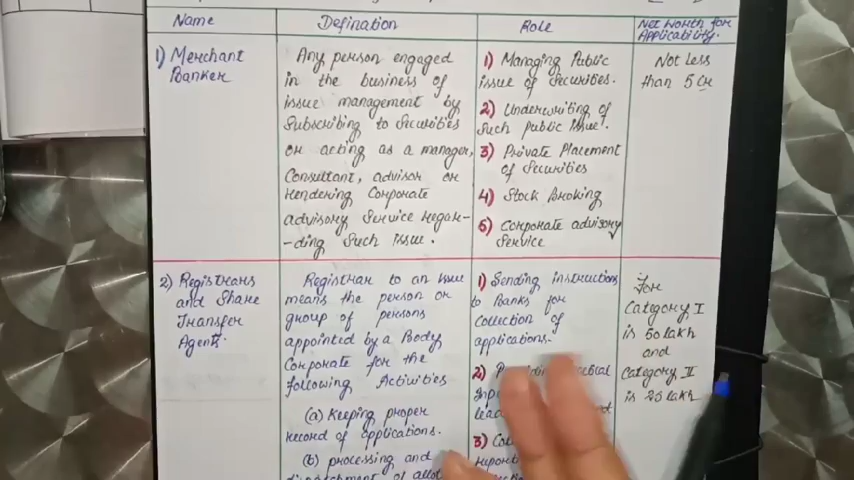 Name
Defination
Role
Net worth for
Applicability.
1) Merchant
Banker
Any person engaged
in the business of
issue management by
Subscribing to Securities
or acting as a manager,
Consultant, advisor or
rendering Corporate
advisory Service regar-
-ding Such issue.
1) Managing Public
issue of Securities.
2) Underwriting of
Such public issue.
3) Private Placement
of Securities
4) Stock Broking
5) Corporate advisory
Service
Not Less
than 5 Cr
2) Registrars
and Share
Transfer
Agent.
Registrar to an issue
means the person or
group of persons
appointed by a Body
Corporate for the
following Activities
(a) Keeping proper
record of applications.
(b) processing and
1) Sending instructions
to Banks for
Collection of
applications.
2)
3)
For
Category I
is 50 lakh
and
Category II
is 25 lakh